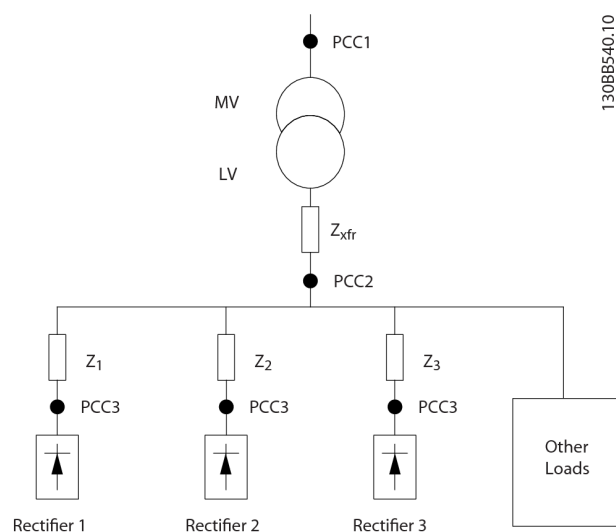 PCC1
130BB540.10
MV
LV
Zxfr
PCC2
Z1
Z2
Z3
PCC3
PCC3
PCC3
Other
Loads
Rectifier 1
Rectifier 2
Rectifier 3